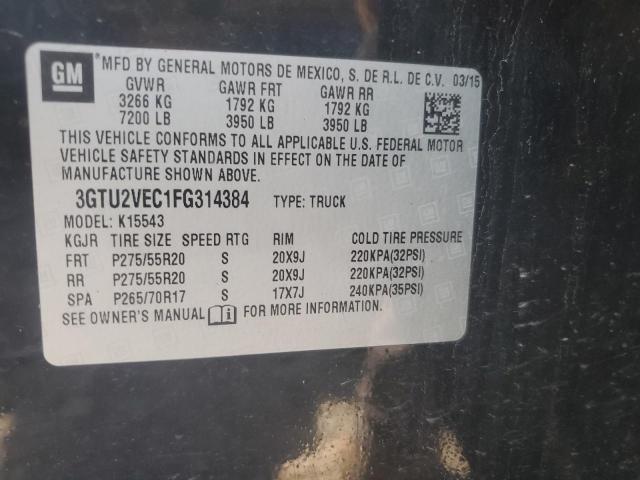 GM
*MFD BY GENERAL MOTORS DE MEXICO, S. DE R.L. DE C.V. 03/15
GVWR GAWR FRT GAWR RR
3266 KG 1792 KG 1792 KG
7200 LB 3950 LB 3950 LB
THIS VEHICLE CONFORMS TO ALL APPLICABLE U.S. FEDERAL MOTOR
VEHICLE SAFETY STANDARDS IN EFFECT ON THE DATE OF
MANUFACTURE SHOWN ABOVE.
3GTU2VEC1FG314384 TYPE: TRUCK
MODEL: K15543
KGJR TIRE SIZE SPEED RTG RIM COLD TIRE PRESSURE
FRT P275/55R20 S 20X9J 220KPA(32PSI)
RR P275/55R20 S 20X9J 220KPA(32PSI)
SPA P265/70R17 S 17X7J 240KPA(35PSI)
SEE OWNER'S MANUAL i FOR MORE INFORMATION.